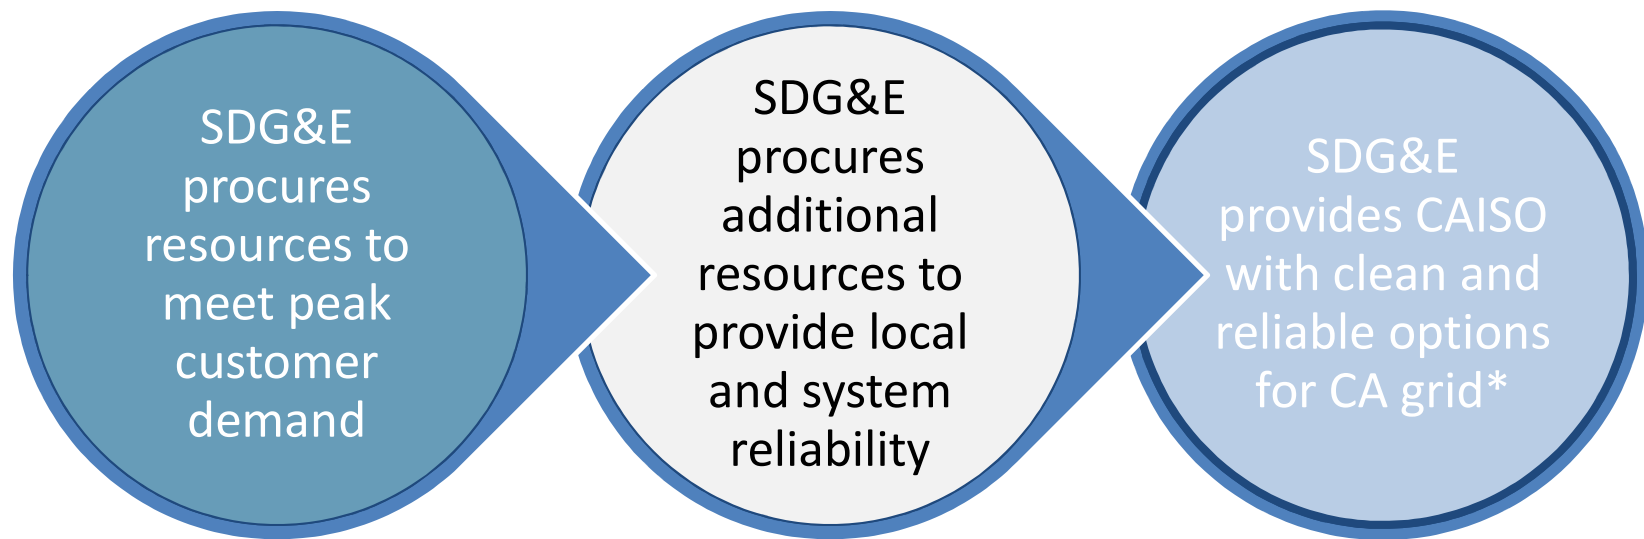 SDG&E
procures
resources to
meet peak
customer
demand
SDG&E
procures
additional
resources to
provide local
and system
reliability
SDG&E
provides CAISO
with clean and
reliable options
for CA grid*